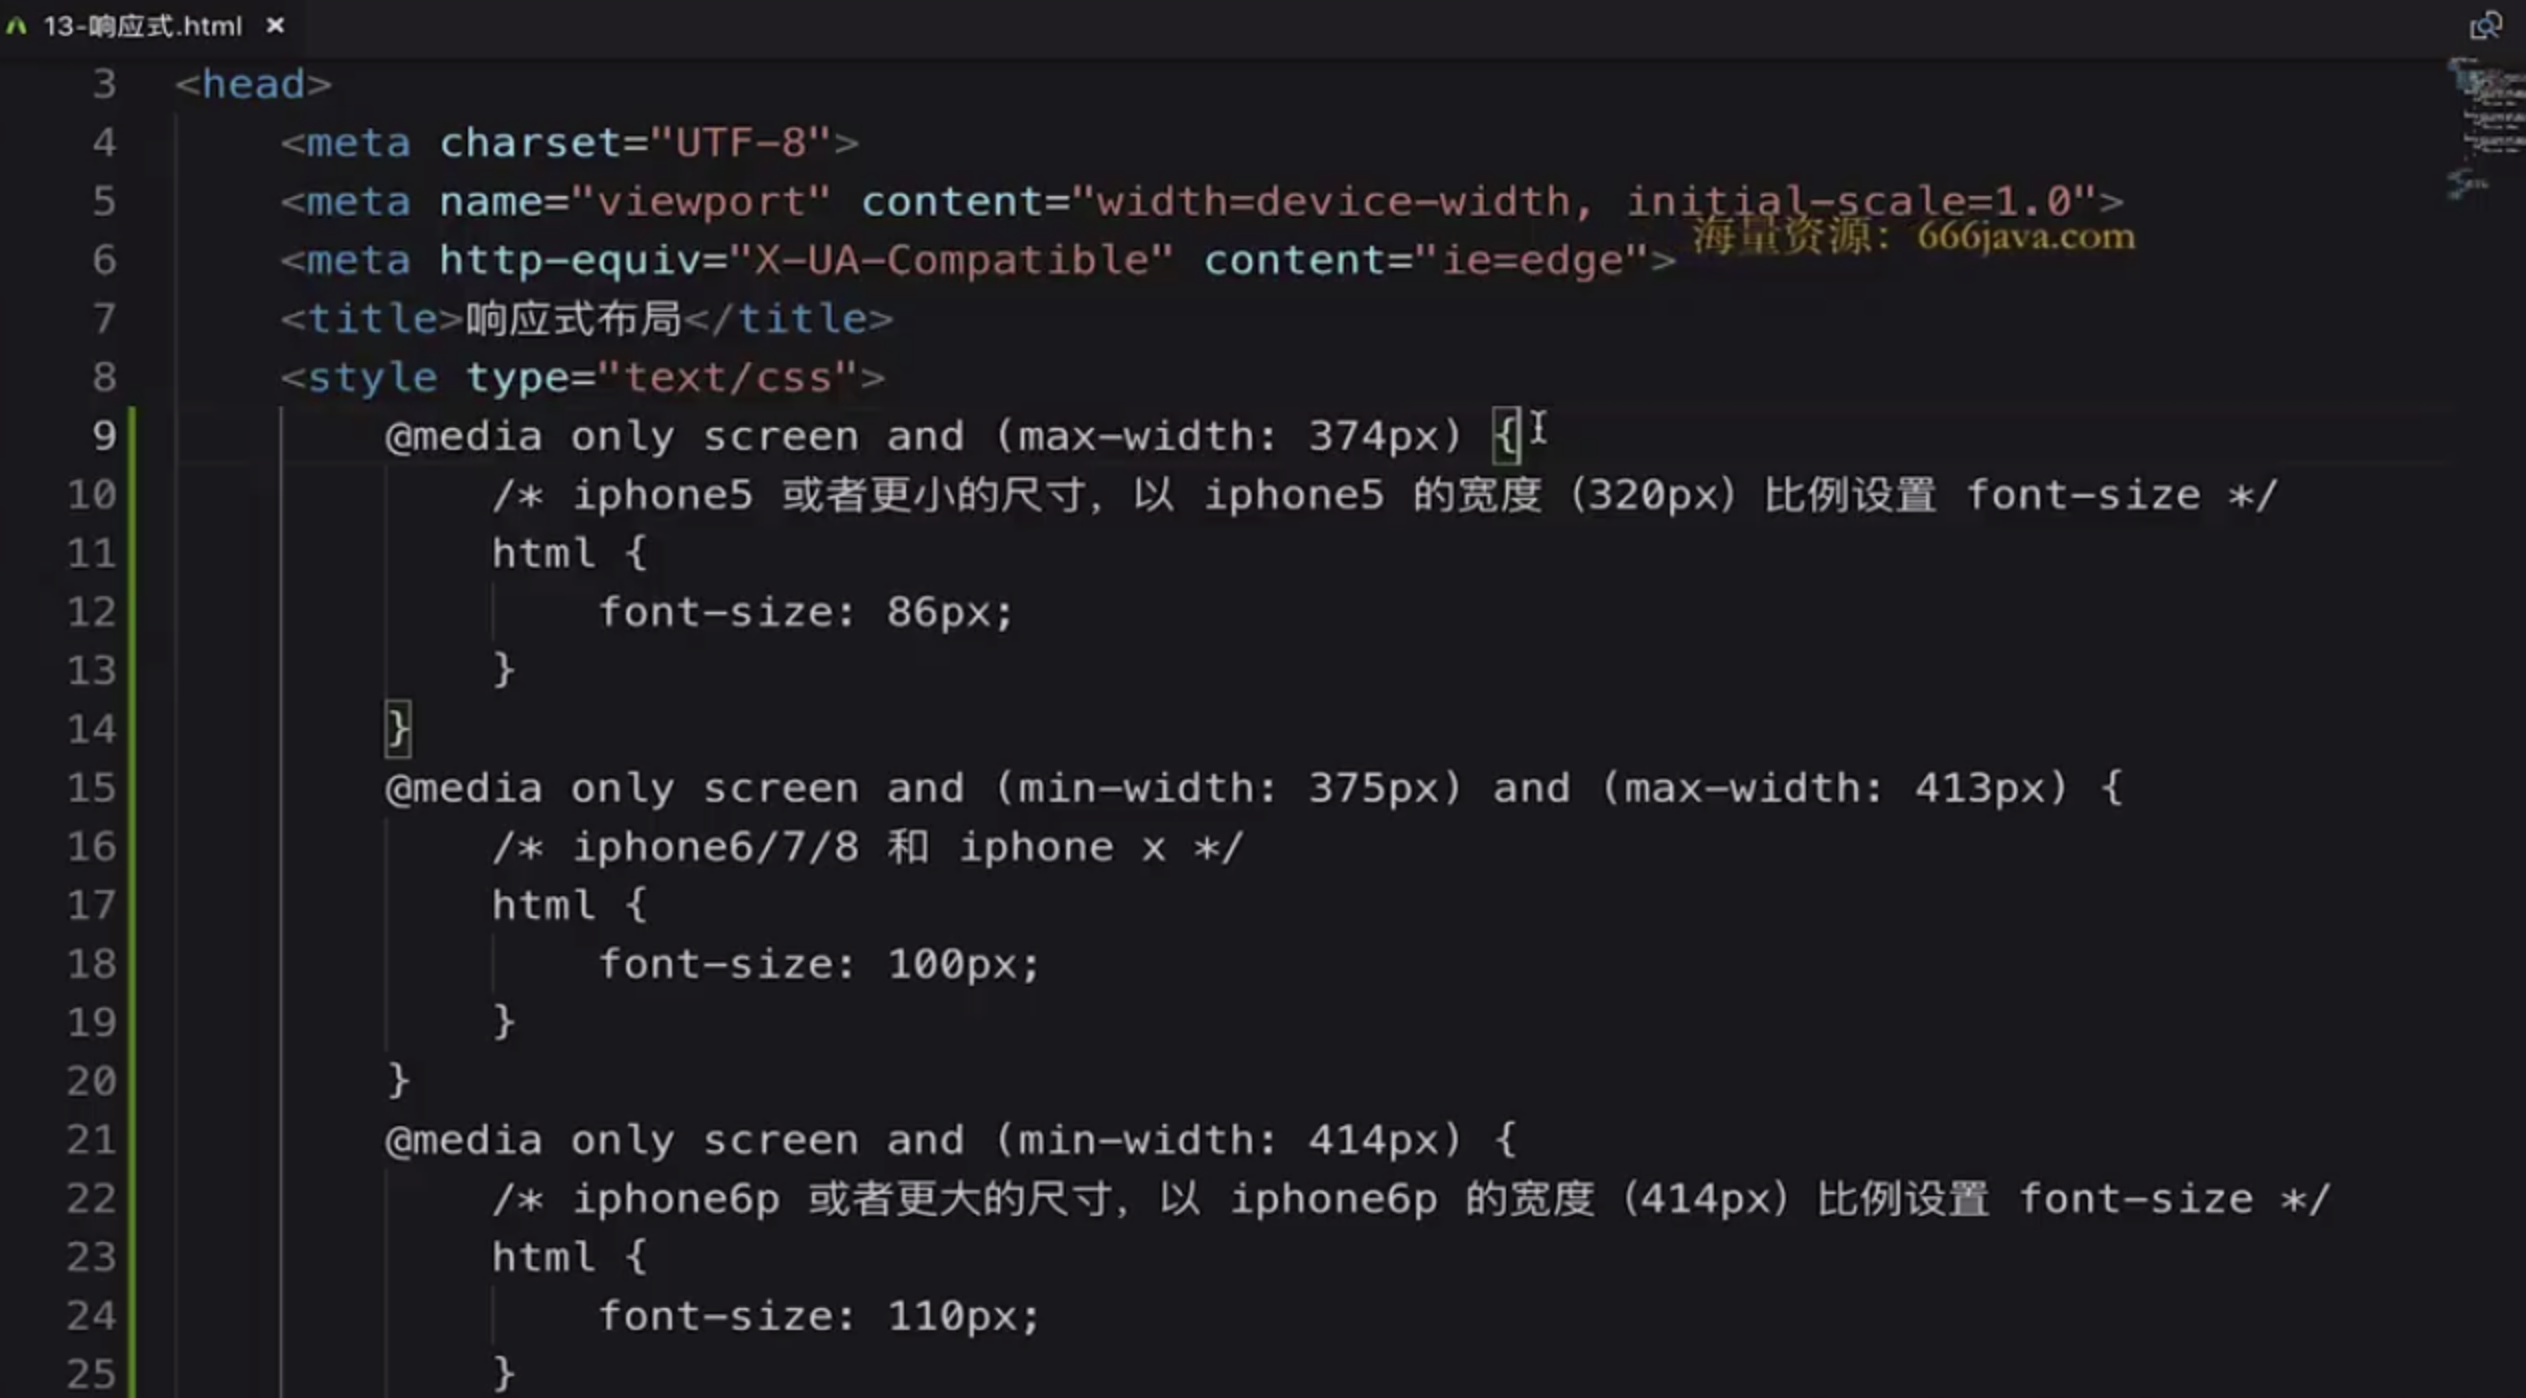 13-响应式.html ×
3 <head>
4 <meta charset="UTF-8">
5 <meta name="viewport" content="width=device-width, initial-scale=1.0">
海量资源：666java.com
6 <meta http-equiv="X-UA-Compatible" content="ie=edge">
7 <title>响应式布局</title>
8 <style type="text/css">
9 @media only screen and (max-width: 374px) {
10 /* iphone5 或者更小的尺寸，以 iphone5 的宽度（320px）比例设置 font-size */
11 html {
12 font-size: 86px;
13 }
14 }
15 @media only screen and (min-width: 375px) and (max-width: 413px) {
16 /* iphone6/7/8 和 iphone x */
17 html {
18 font-size: 100px;
19 }
20 }
21 @media only screen and (min-width: 414px) {
22 /* iphone6p 或者更大的尺寸，以 iphone6p 的宽度（414px）比例设置 font-size */
23 html {
24 font-size: 110px;
25 }